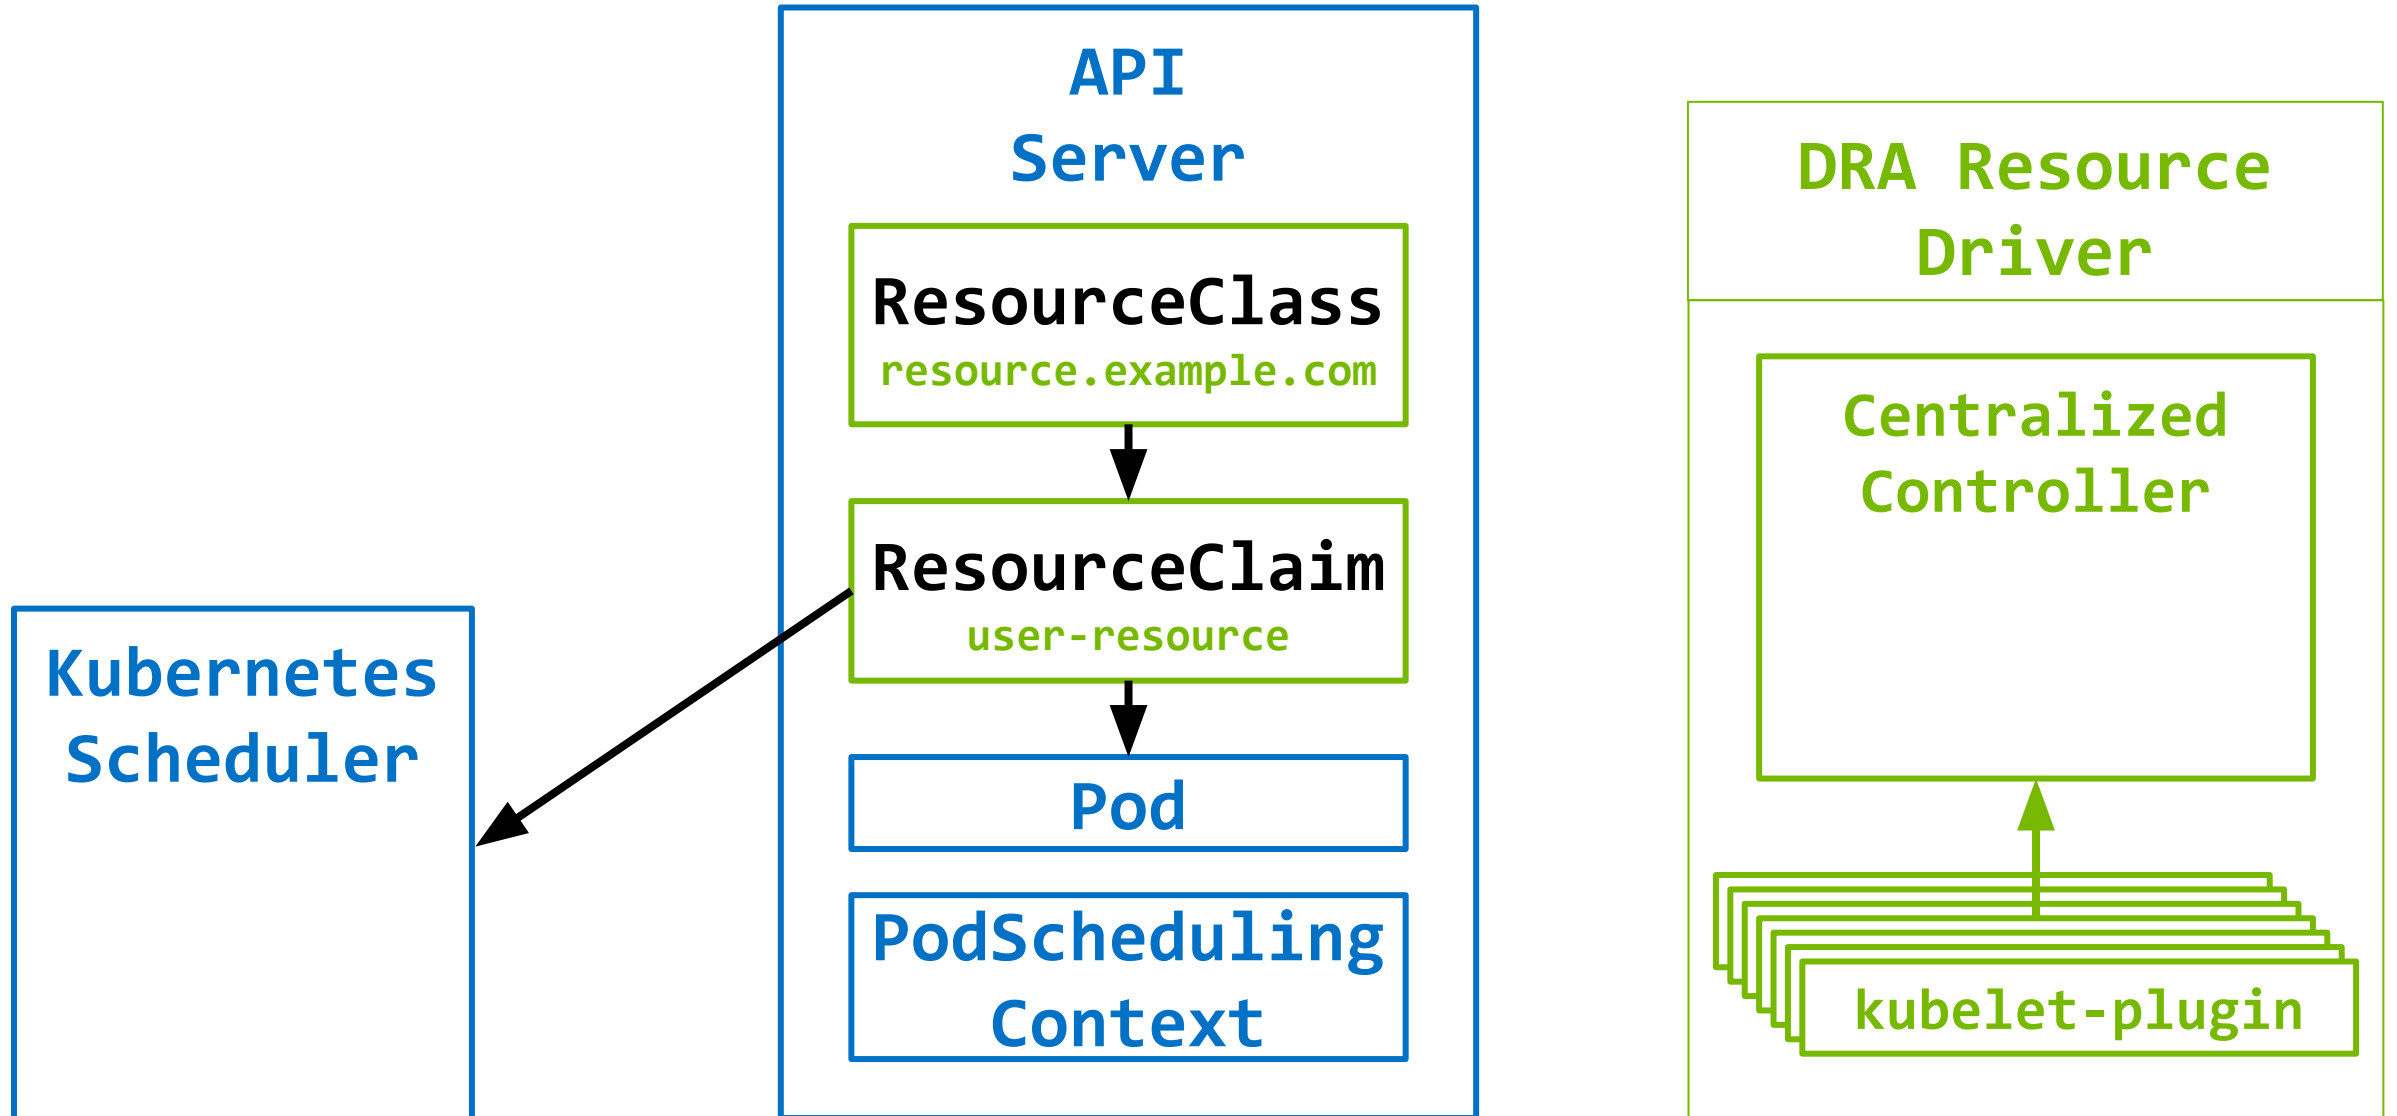 API
Server
ResourceClass
resource.example.com
ResourceClaim
user-resource
Pod
PodScheduling
Context
Kubernetes
Scheduler
DRA Resource
Driver
Centralized
Controller
kubelet-plugin